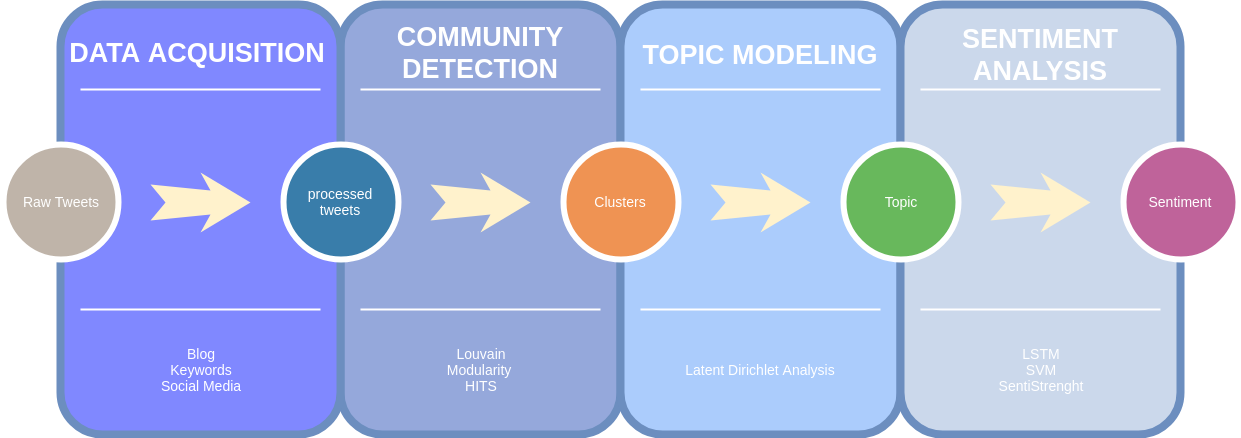 DATA ACQUISITION
COMMUNITY
DETECTION
TOPIC MODELING
SENTIMENT
ANALYSIS
Raw Tweets
processed
tweets
Clusters
Topic
Sentiment
Blog
Keywords
Social Media
Louvain
Modularity
HITS
Latent Dirichlet Analysis
LSTM
SVM
SentiStrenght